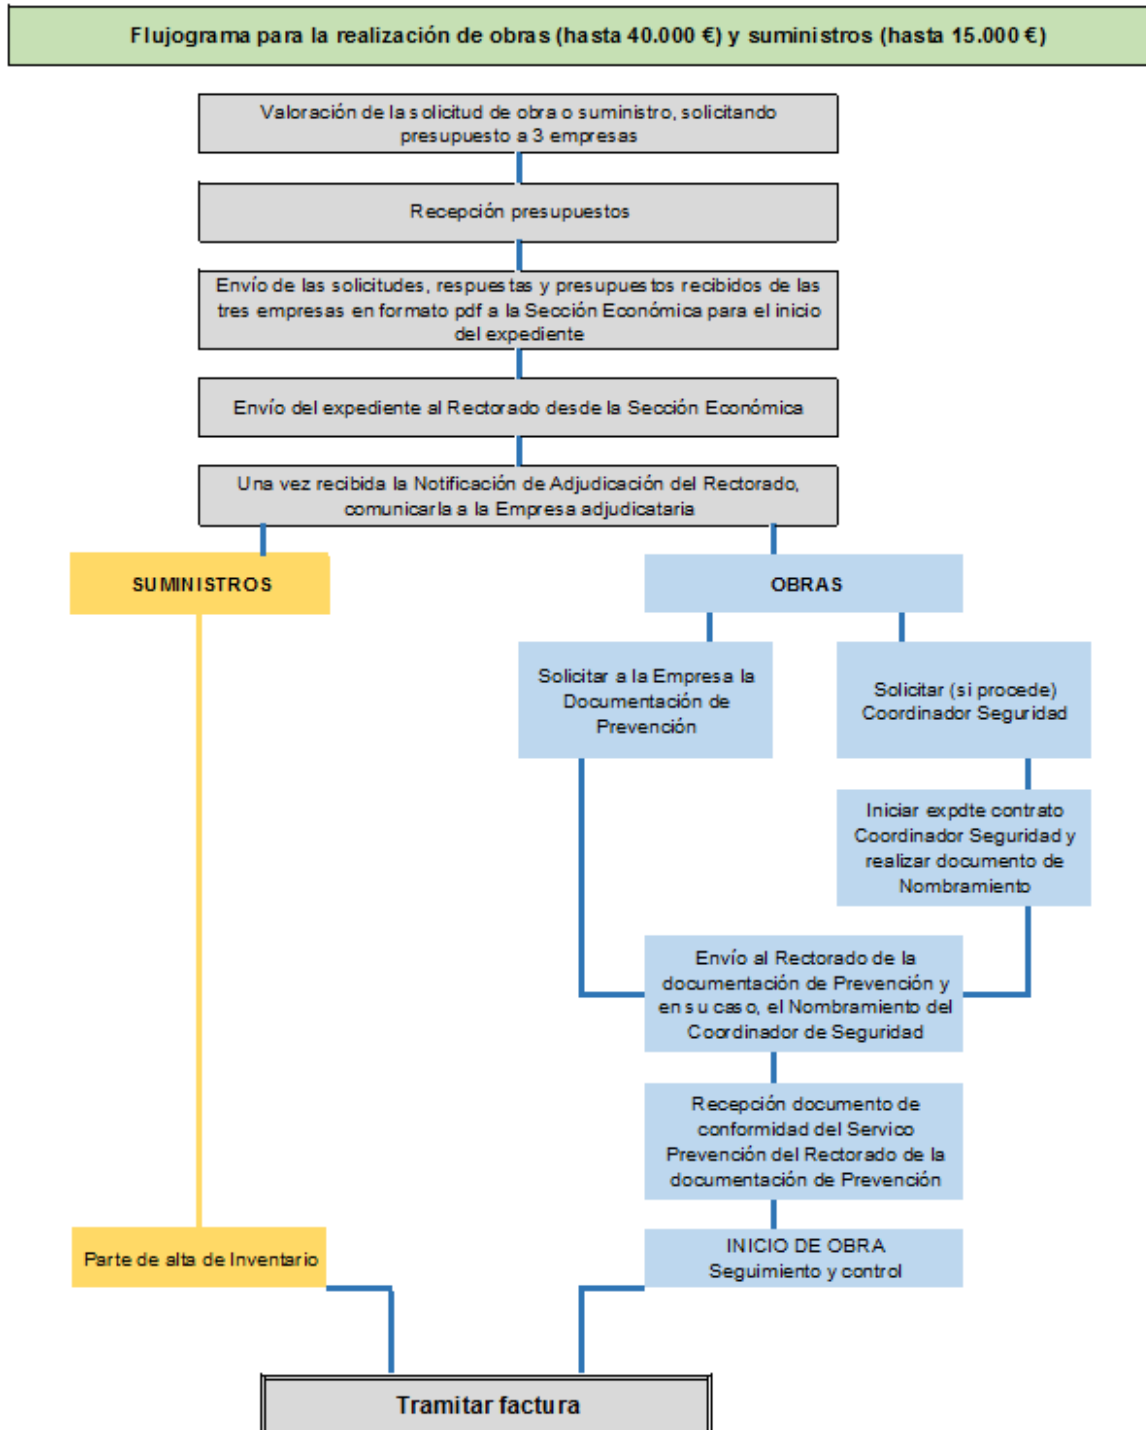 Flujograma para la realización de obras (hasta 40.000 €) y suministros (hasta 15.000 €)
Valoración de la solicitud de obra o suministro, solicitando
presupuesto a 3 empresas
Recepción presupuestos
Envío de las solicitudes, respuestas y presupuestos recibidos de las
tres empresas en formato pdf a la Sección Económica para el inicio
del expediente
Envío del expediente al Rectorado desde la Sección Económica
Una vez recibida la Notificación de Adjudicación del Rectorado,
comunicarla a la Empresa adjudicataria
SUMINISTROS
OBRAS
Solicitar a la Empresa la
Documentación de
Prevención
Solicitar (si procede)
Coordinador Seguridad
Iniciar expdte contrato
Coordinador Seguridad y
realizar documento de
Nombramiento
Envío al Rectorado de la
documentación de Prevención y
en su caso, el Nombramiento del
Coordinador de Seguridad
Recepción documento de
conformidad del Servico
Prevención del Rectorado de la
documentación de Prevención
Parte de alta de Inventario
INICIO DE OBRA
Seguimiento y control
Tramitar factura